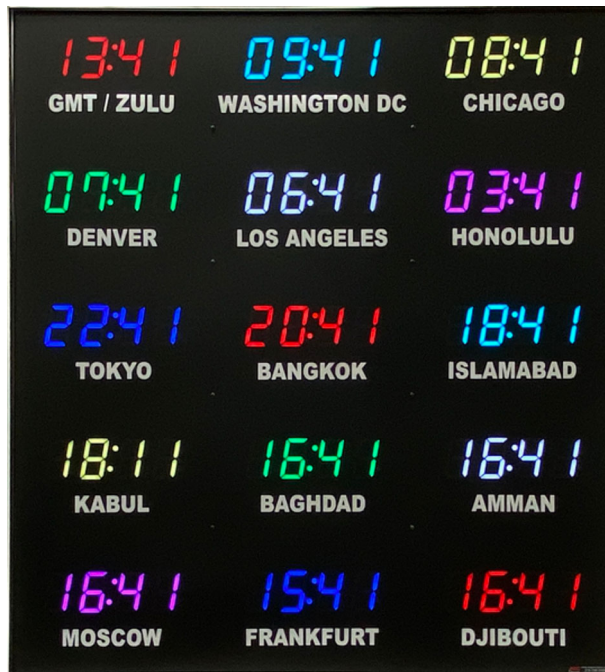 13:41 09:41 08:41
GMT / ZULU WASHINGTON DC CHICAGO
07:41 06:41 03:41
DENVER LOS ANGELES HONOLULU
22:41 20:41 18:41
TOKYO BANGKOK ISLAMABAD
18:11 16:41 16:41
KABUL BAGHDAD AMMAN
16:41 15:41 16:41
MOSCOW FRANKFURT DJIBOUTI